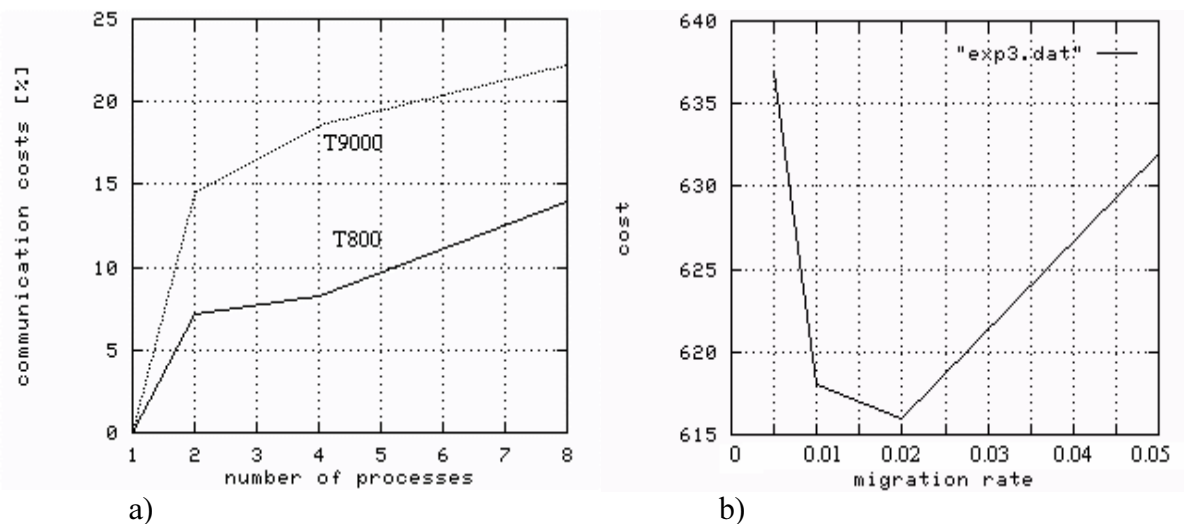 25
20
15
10
5
0
communication costs [%]
T9000
T800
1 2 3 4 5 6 7 8
number of processes
a)
640
635
630
625
620
615
cost
"exp3.dat"
0 0.01 0.02 0.03 0.04 0.05
migration rate
b)